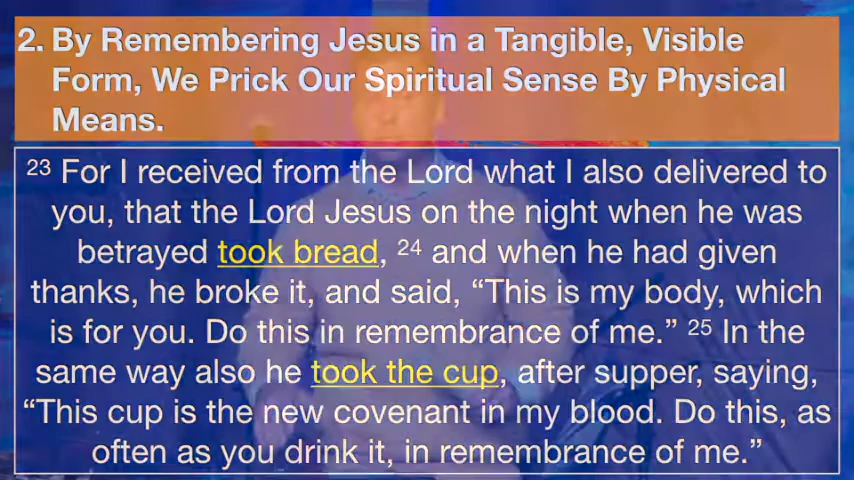 2. By Remembering Jesus in a Tangible, Visible
Form, We Prick Our Spiritual Sense By Physical
Means.
23 For I received from the Lord what I also delivered to
you, that the Lord Jesus on the night when he was
betrayed took bread, 24 and when he had given
thanks, he broke it, and said, “This is my body, which
is for you. Do this in remembrance of me.” 25 In the
same way also he took the cup, after supper, saying,
“This cup is the new covenant in my blood. Do this, as
often as you drink it, in remembrance of me.”